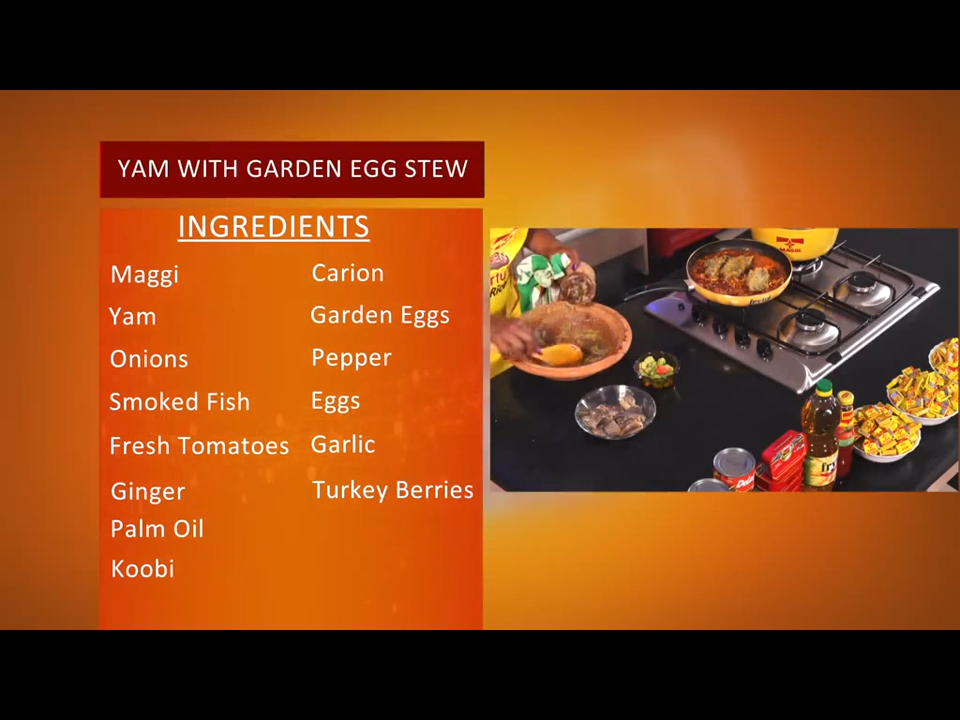 YAM WITH GARDEN EGG STEW
INGREDIENTS
Maggi
Yam
Onions
Smoked Fish
Fresh Tomatoes
Ginger
Palm Oil
Koobi
Carion
Garden Eggs
Pepper
Eggs
Garlic
Turkey Berries
MAGGI